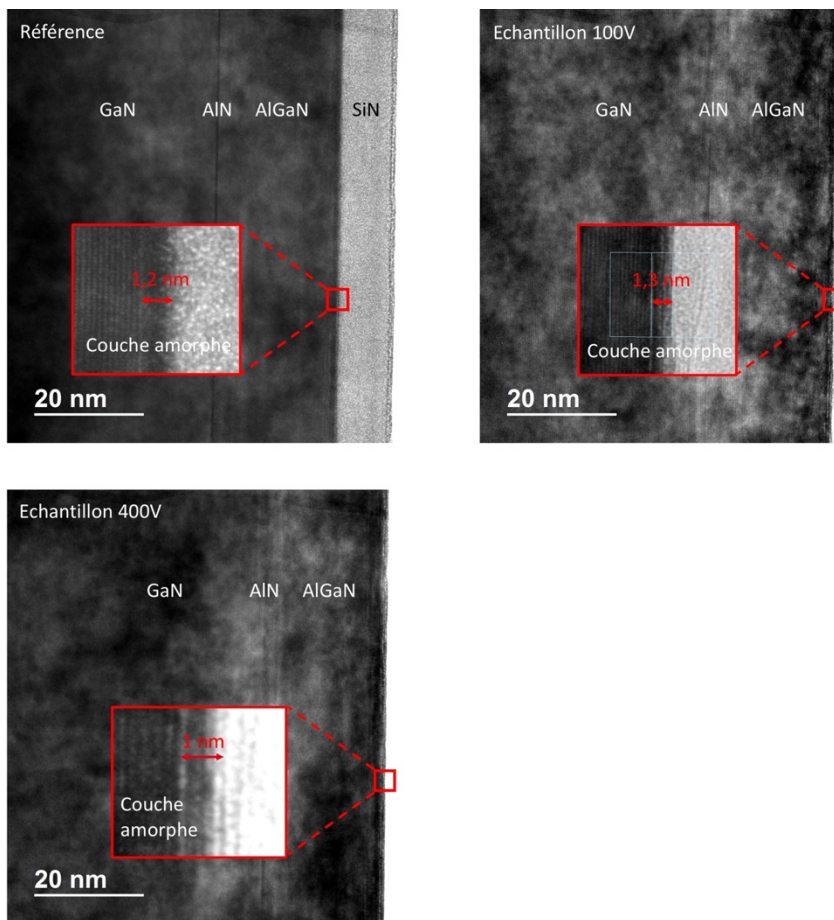 Référence
GaN AlN AlGaN SiN
1,2 nm
Couche amorphe
20 nm
Echantillon 100V
GaN AlN AlGaN
1,3 nm
Couche amorphe
20 nm
Echantillon 400V
GaN AlN AlGaN
1 nm
Couche
amorphe
20 nm